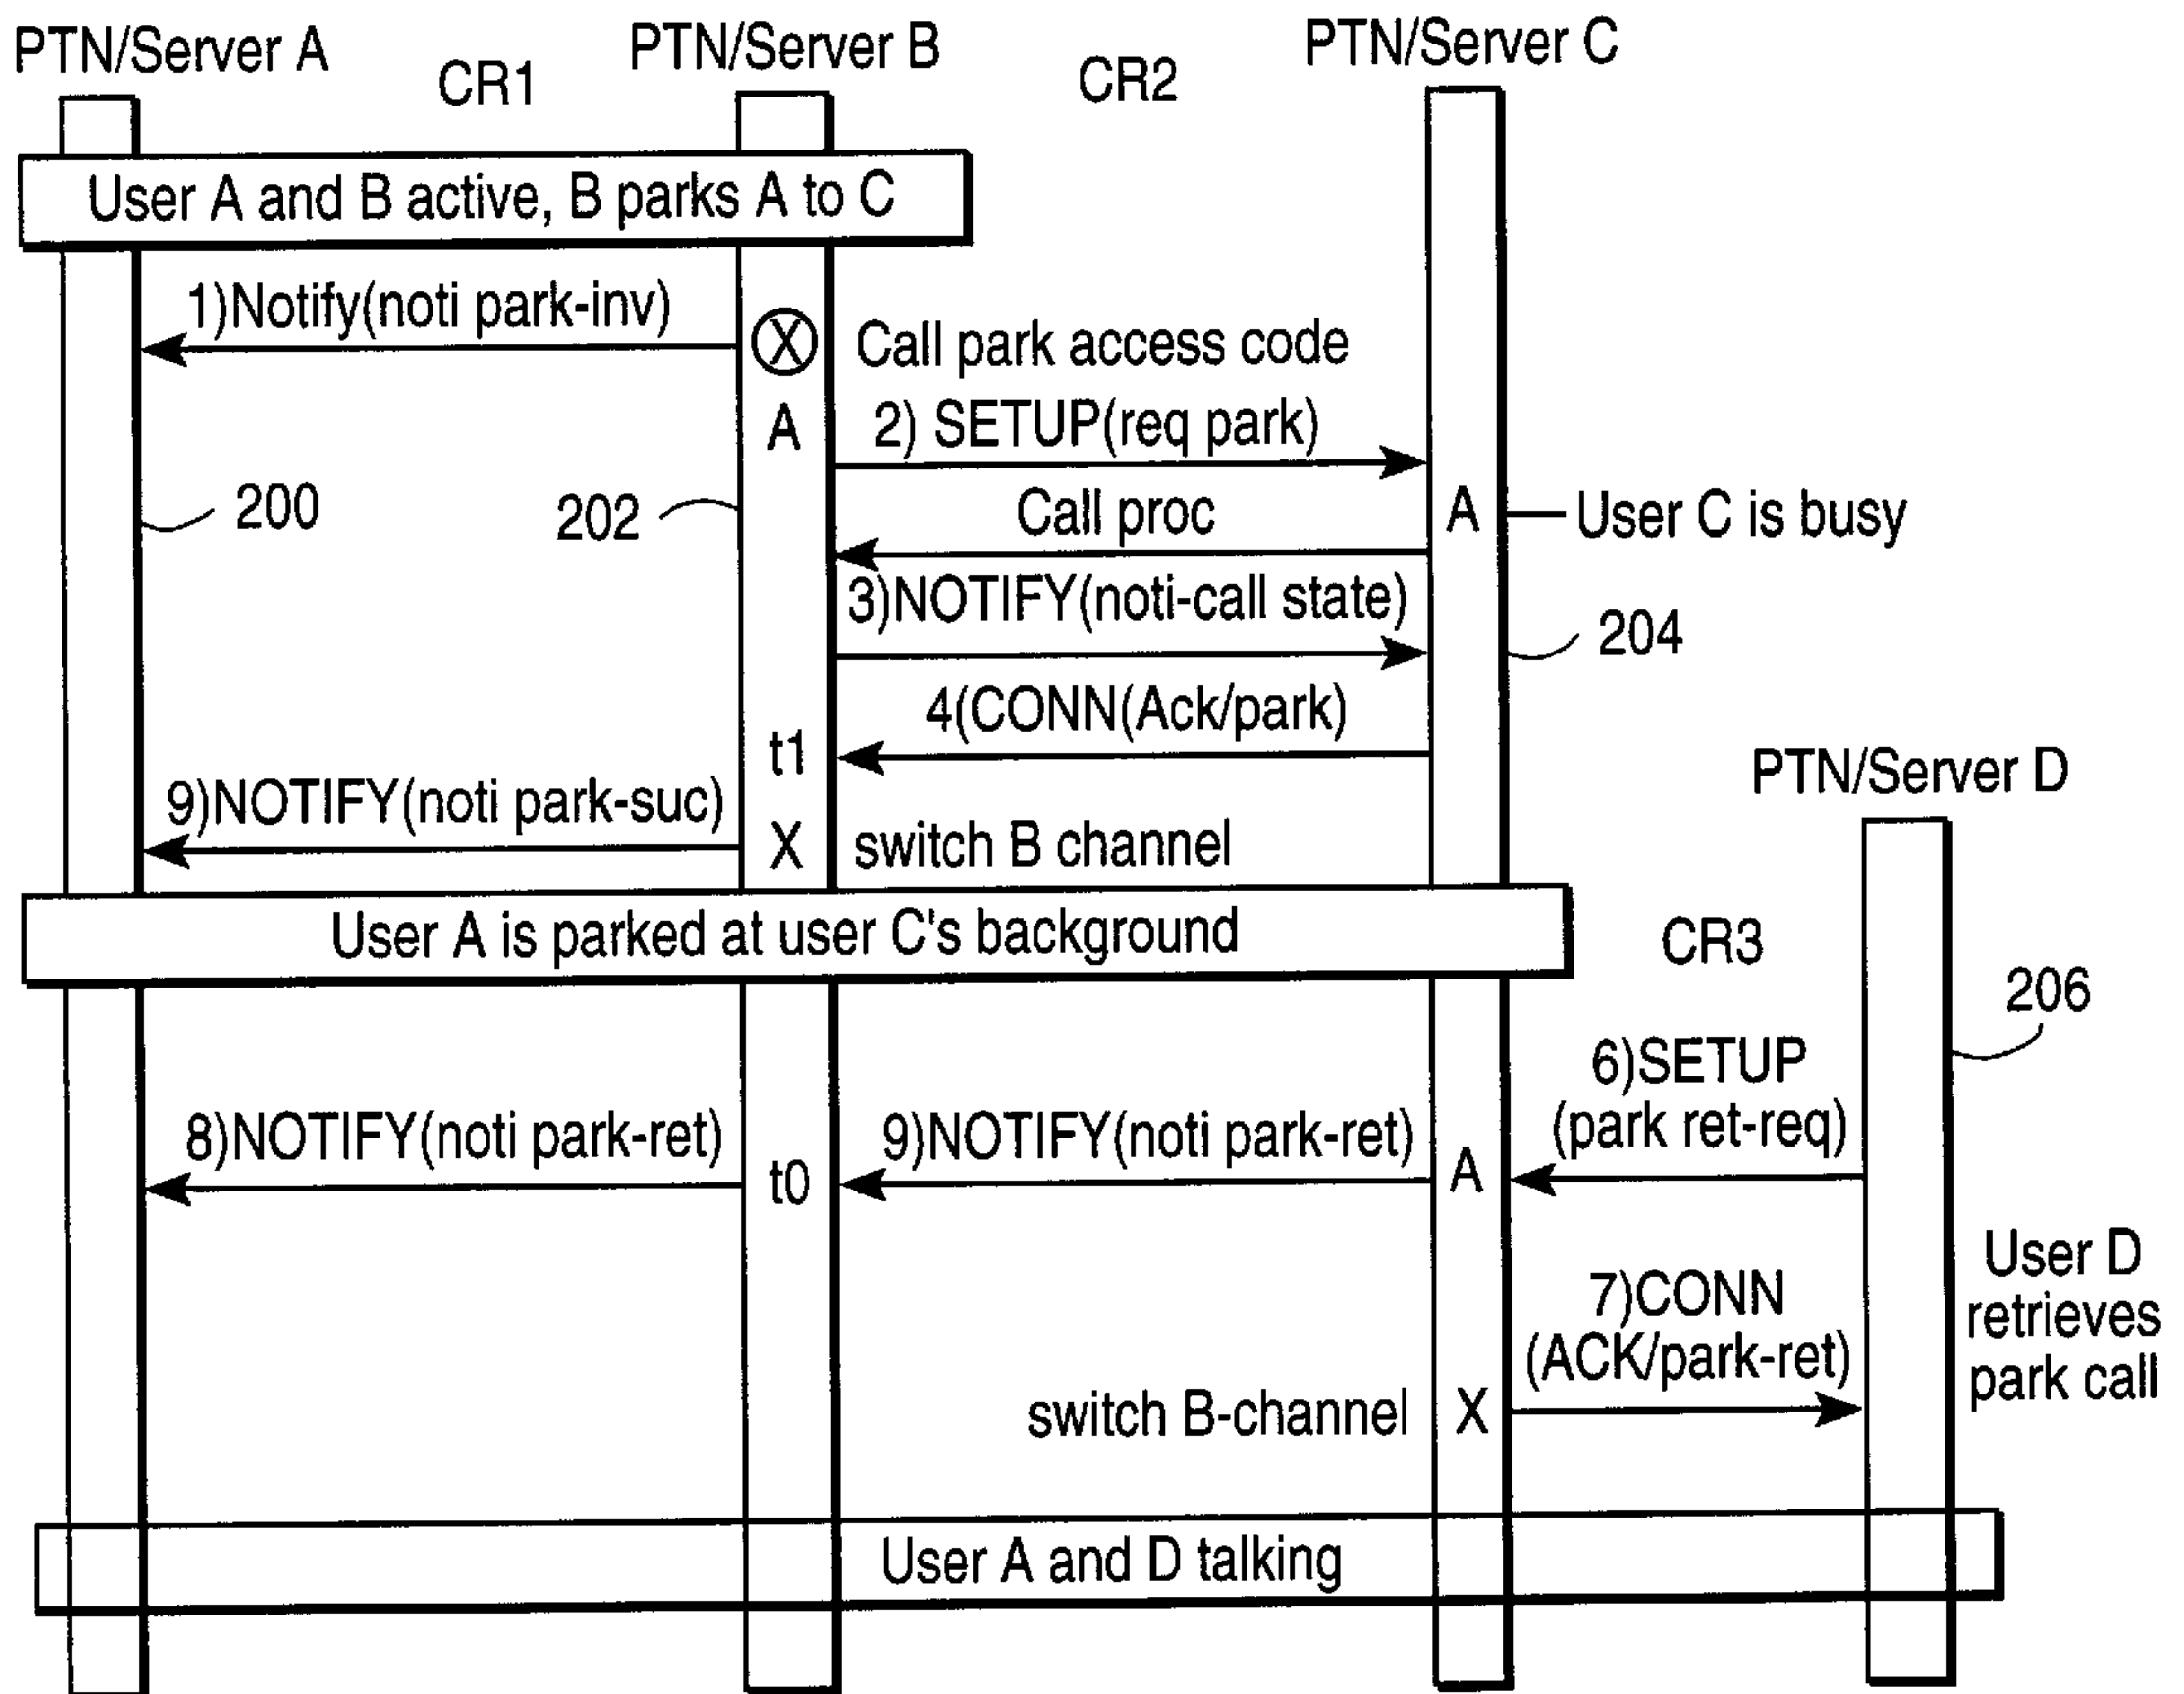 PTN/Server A
CR1
PTN/Server B
CR2
PTN/Server C
User A and B active, B parks A to C
1)Notify(noti park-inv)
X
Call park access code
A
2) SETUP(req park)
200
202
Call proc
A
User C is busy
3)NOTIFY(noti-call state)
204
4(CONN(Ack/park)
t1
PTN/Server D
9)NOTIFY(noti park-suc)
X
switch B channel
User A is parked at user C's background
CR3
206
6)SETUP
(park ret-req)
8)NOTIFY(noti park-ret)
t0
9)NOTIFY(noti park-ret)
A
User D
retrieves
park call
7)CONN
(ACK/park-ret)
switch B-channel
X
User A and D talking